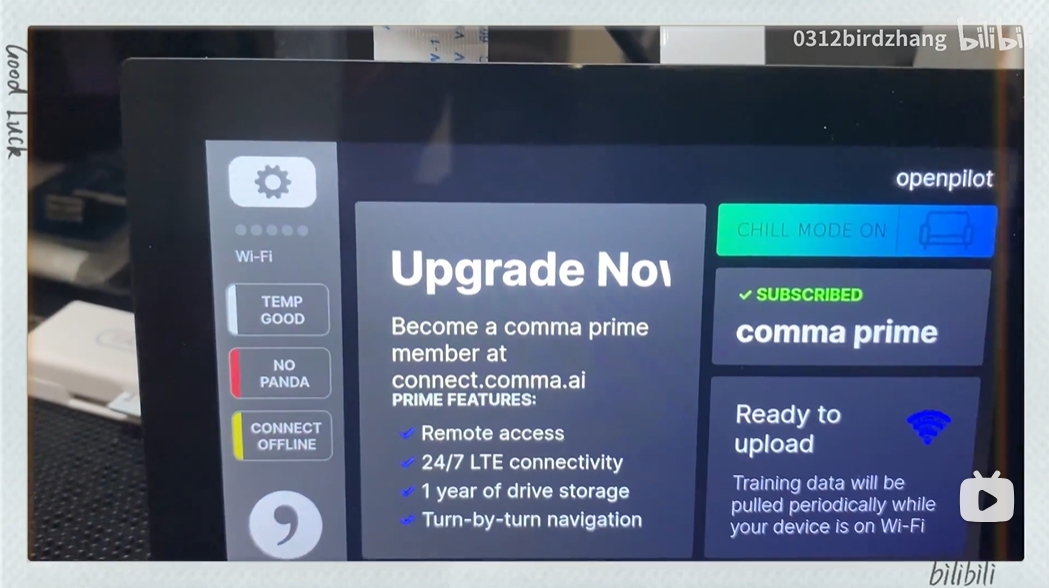 Good Luck
0312birdzhang bilibili
openpilot
Wi-Fi
TEMP
GOOD
NO
PANDA
CONNECT
OFFLINE
Upgrade Nov
Become a comma prime
member at
connect.comma.ai
PRIME FEATURES:
Remote access
24/7 LTE connectivity
1 year of drive storage
Turn-by-turn navigation
CHILL MODE ON
✓ SUBSCRIBED
comma prime
Ready to
upload
Training data will be
pulled periodically while
your device is on Wi-Fi
bilibili